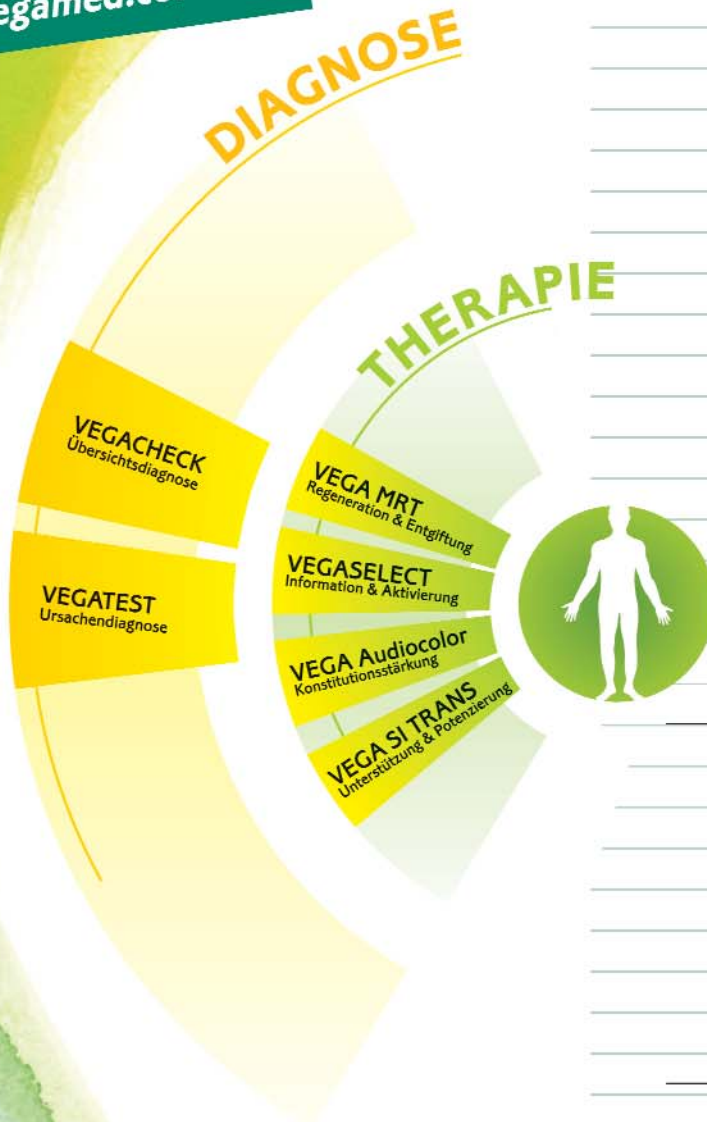 DIAGNOSE
THERAPIE
VEGACHECK
Übersichtsdiagnose
VEGATEST
Ursachendiagnose
VEGA MRT
Regeneration & Entgiftung
VEGASELECT
Information & Aktivierung
VEGA Audiocolor
Konstitutionsstärkung
VEGA SI TRANS
Unterstützung & Potenzierung